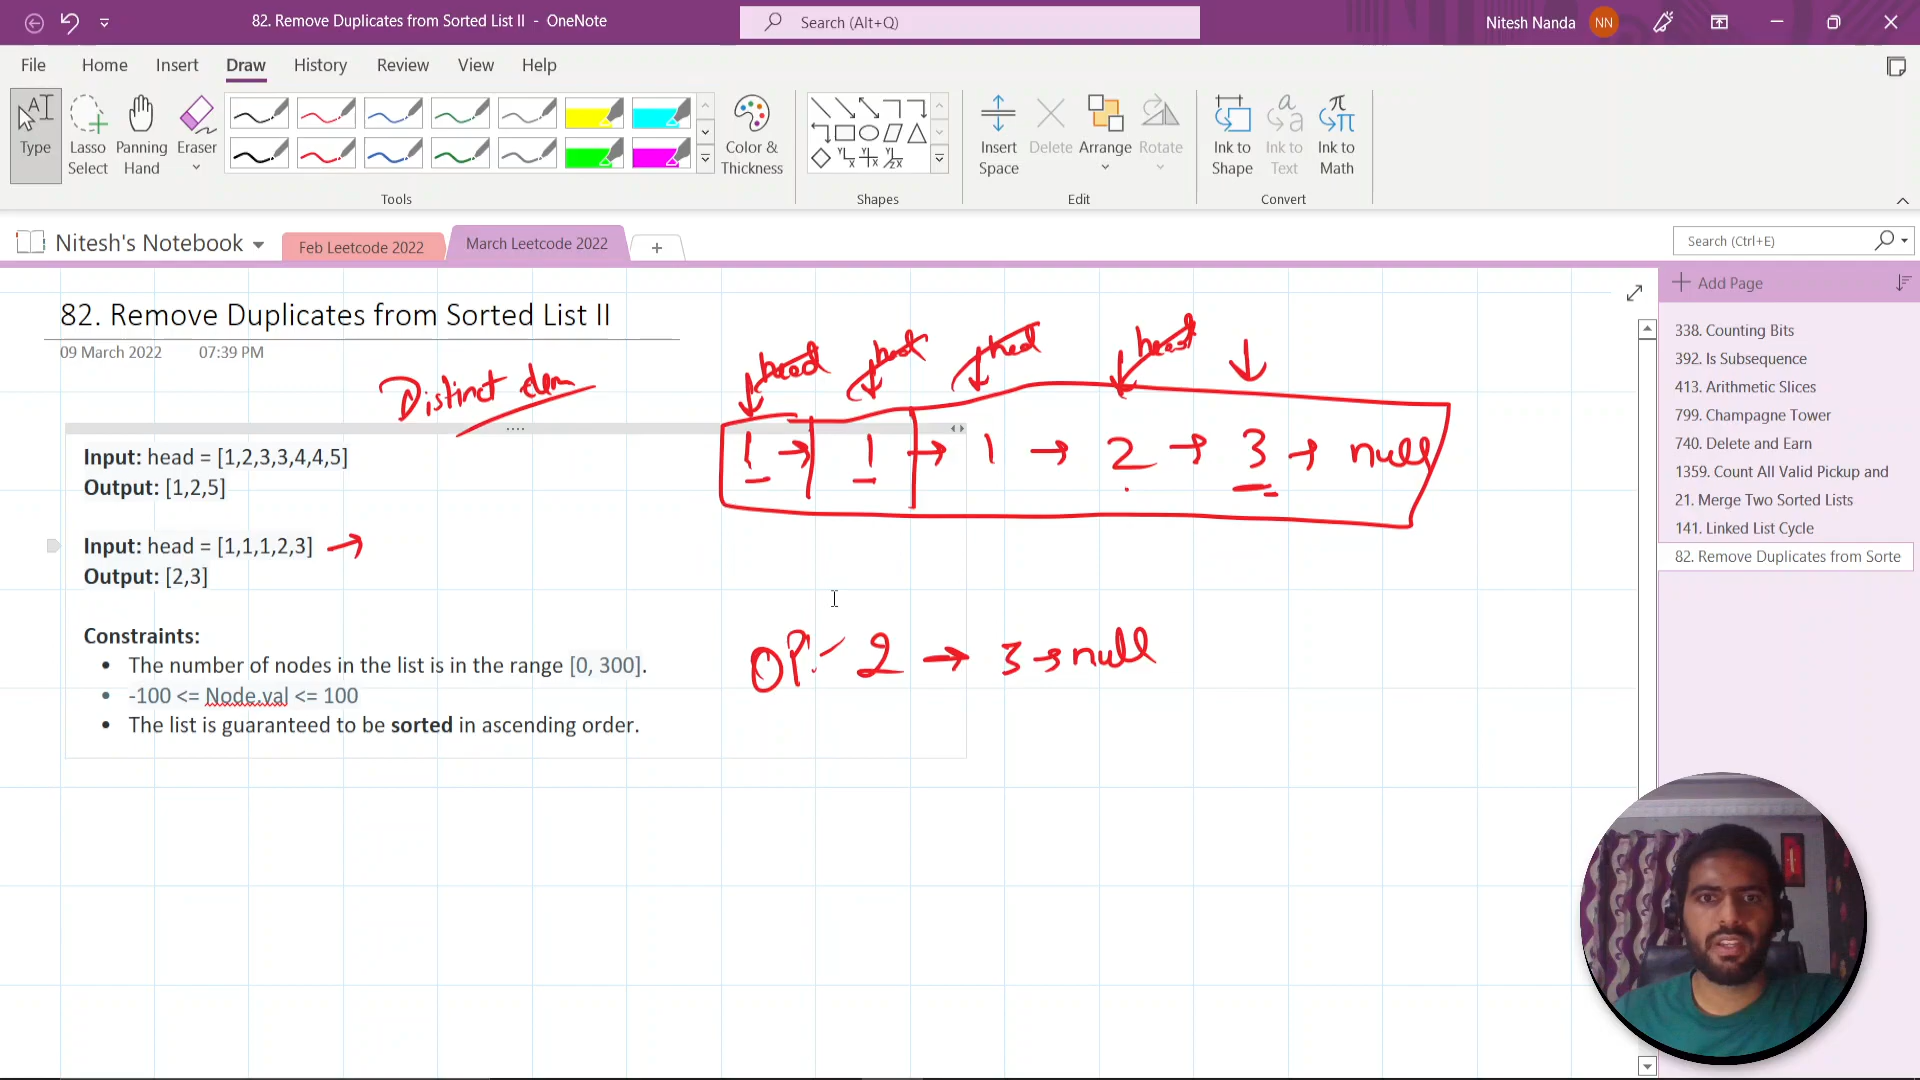 82. Remove Duplicates from Sorted List II - OneNote
Search (Alt+Q)
Nitesh Nanda NN
File Home Insert Draw History Review View Help
Type
Lasso Select
Panning Hand
Eraser
Color & Thickness
Insert Space
Delete
Arrange
Rotate
Ink to Shape
Ink to Text
Ink to Math
Tools
Shapes
Edit
Convert
Nitesh's Notebook
Feb Leetcode 2022
March Leetcode 2022
Search (Ctrl+E)
Add Page
82. Remove Duplicates from Sorted List II
09 March 2022 07:39 PM
Distinct elem
head head head head
1 → 1 → 1 → 2 → 3 → null
Input: head = [1,2,3,3,4,4,5]
Output: [1,2,5]
Input: head = [1,1,1,2,3] →
Output: [2,3]
OP:- 2 → 3 → null
Constraints:
• The number of nodes in the list is in the range [0, 300].
• -100 <= Node.val <= 100
• The list is guaranteed to be sorted in ascending order.
338. Counting Bits
392. Is Subsequence
413. Arithmetic Slices
799. Champagne Tower
740. Delete and Earn
1359. Count All Valid Pickup and
21. Merge Two Sorted Lists
141. Linked List Cycle
82. Remove Duplicates from Sorte